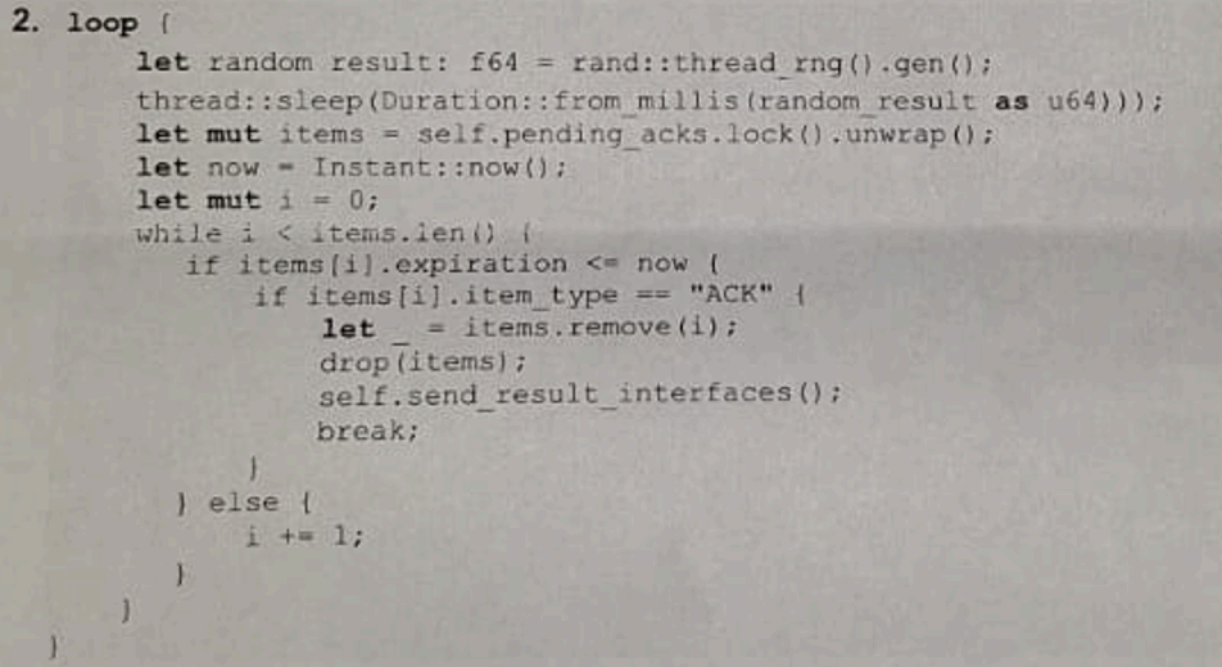 2. loop {
let random result: f64 = rand::thread_rng().gen();
thread::sleep(Duration::from_millis(random_result as u64)));
let mut items = self.pending_acks.lock().unwrap();
let now = Instant::now();
let mut i = 0;
while i < items.len() {
if items[i].expiration <= now {
if items[i].item_type == "ACK" {
let _ = items.remove(i);
drop(items);
self.send_result_interfaces();
break;
}
} else {
i += 1;
}
}
}